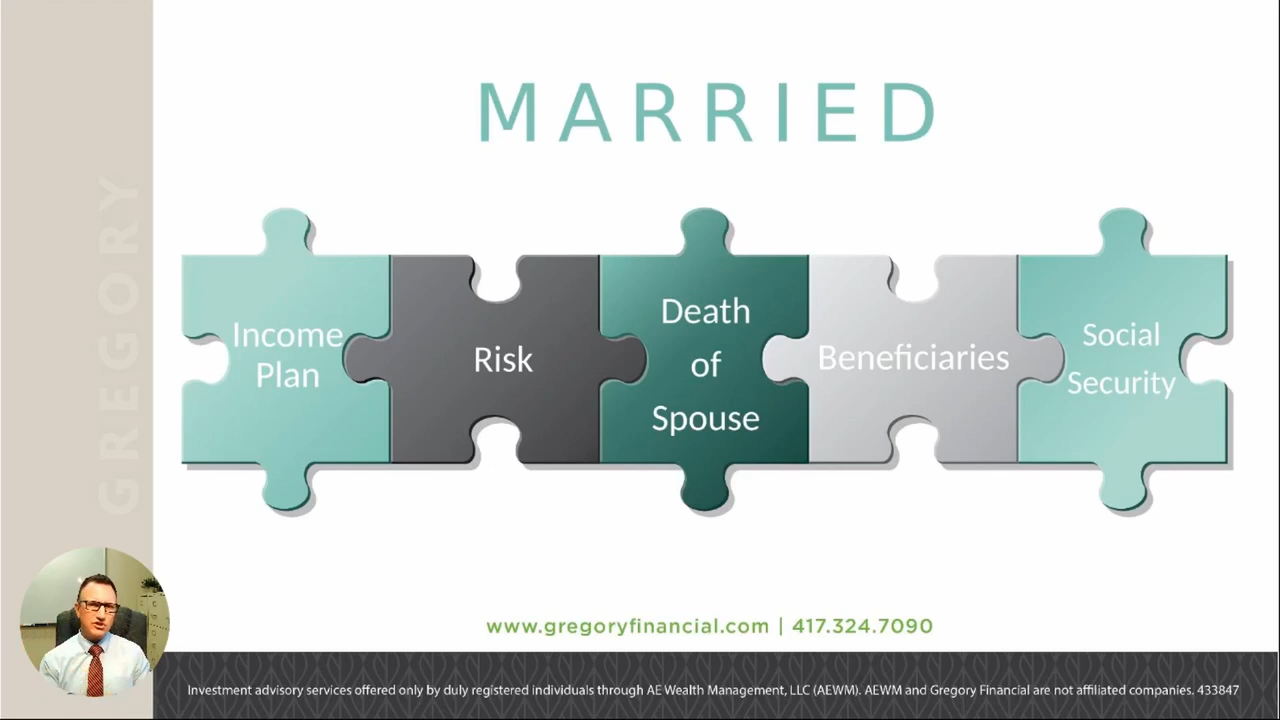 MARRIED
Income
Plan
Risk
Death
of
Spouse
Beneficiaries
Social
Security
GREGORY
www.gregoryfinancial.com | 417.324.7090
Investment advisory services offered only by duly registered individuals through AE Wealth Management, LLC (AEWM). AEWM and Gregory Financial are not affiliated companies. 433847